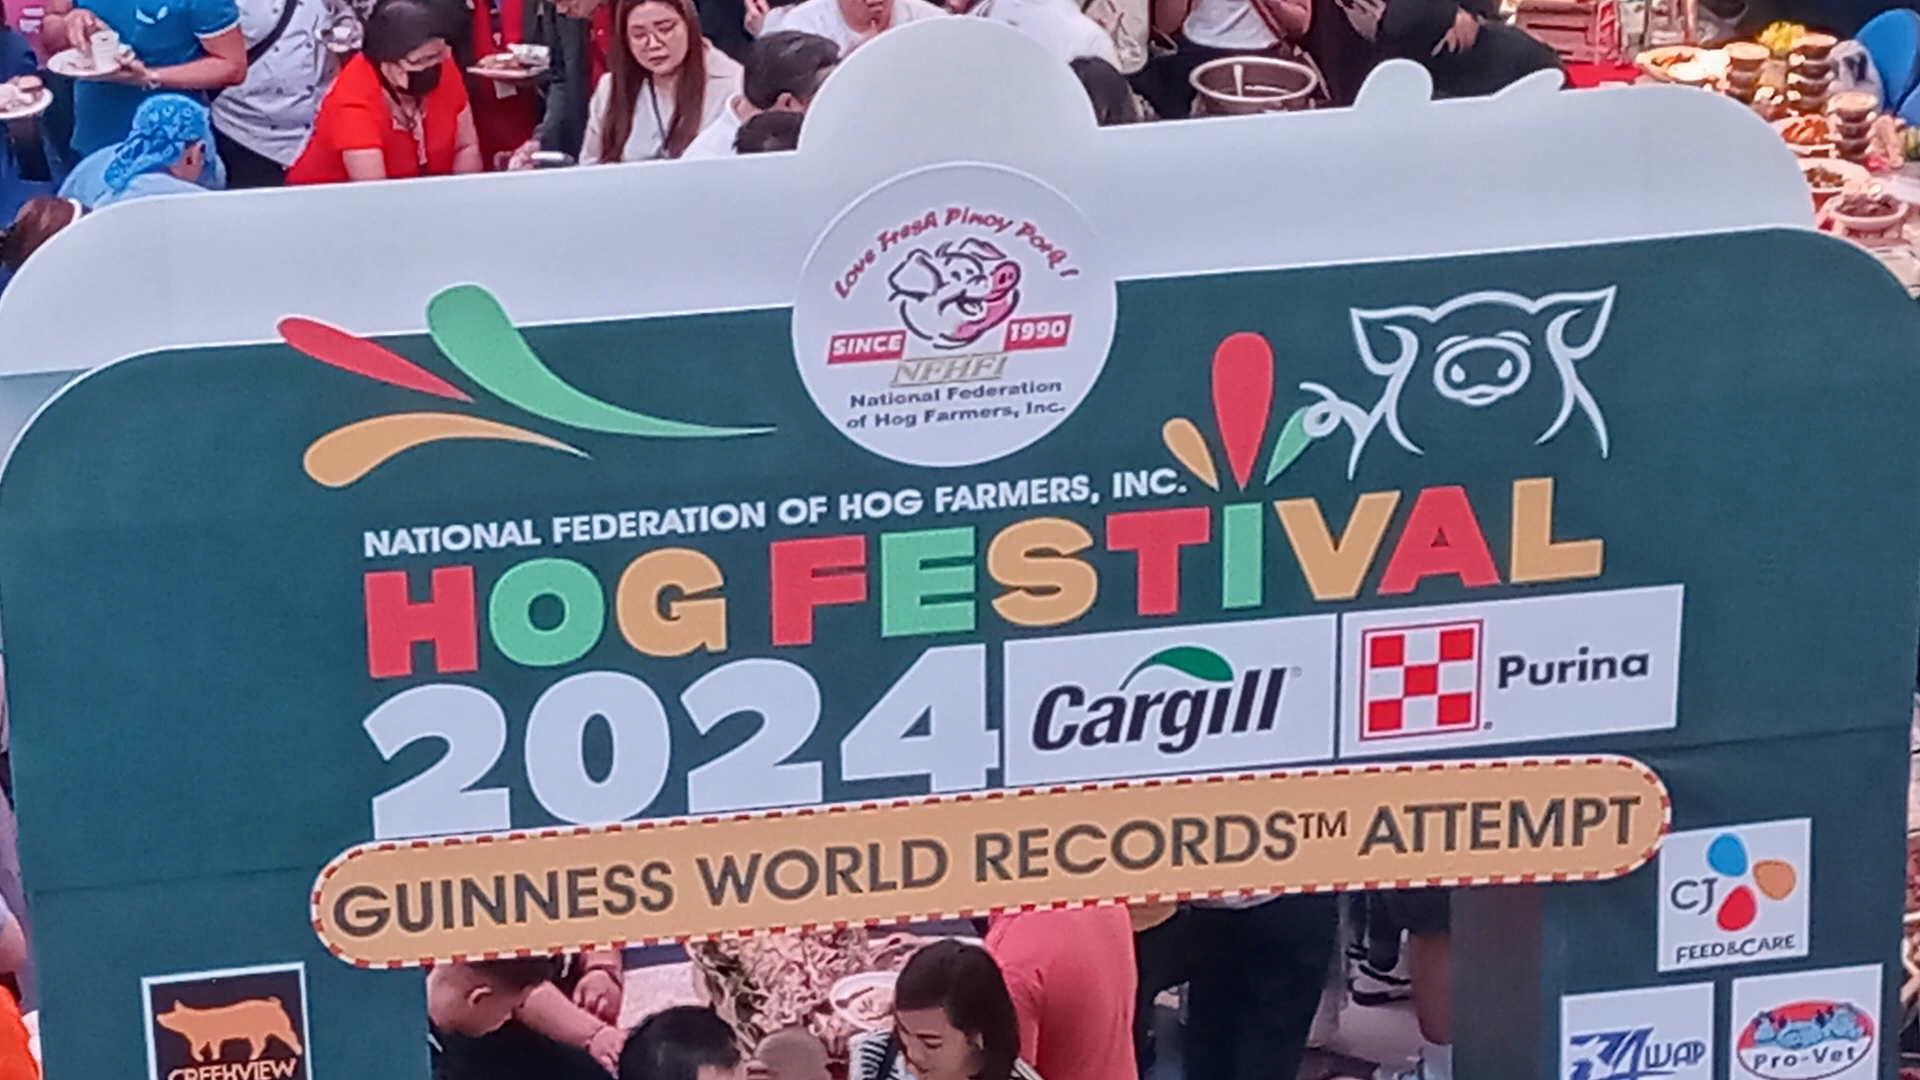 Love Fresh Pinoy Pork!
SINCE 1990
NFHFI
National Federation
of Hog Farmers, Inc.
NATIONAL FEDERATION OF HOG FARMERS, INC.
HOG FESTIVAL
2024
Cargill®
Purina
GUINNESS WORLD RECORDS™ ATTEMPT
CJ
FEED&CARE
WAP
Pro-Vet